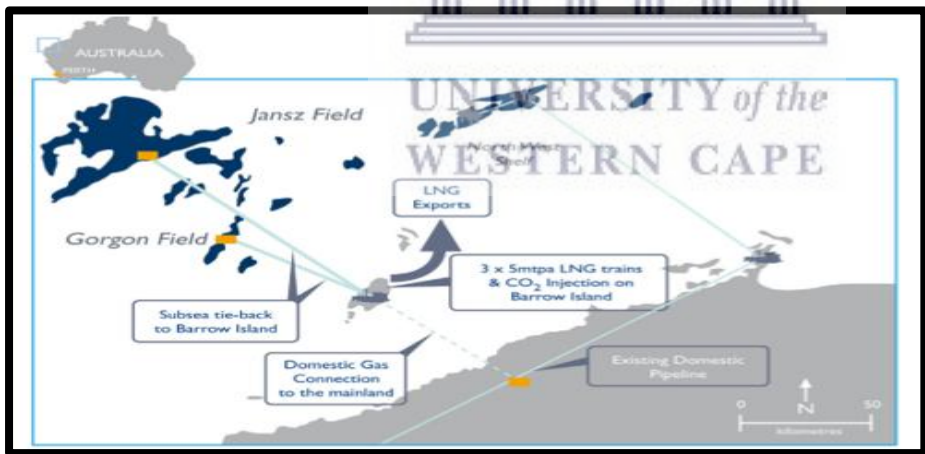 AUSTRALIA
PERTH
UNIVERSITY of the
WESTERN CAPE
Jansz Field
North West
Shelf
LNG
Exports
Gorgon Field
3 x 5mtpa LNG trains
& CO2 Injection on
Barrow Island
Subsea tie-back
to Barrow Island
Domestic Gas
Connection
to the mainland
Existing Domestic
Pipeline
0 N 50
kilometres